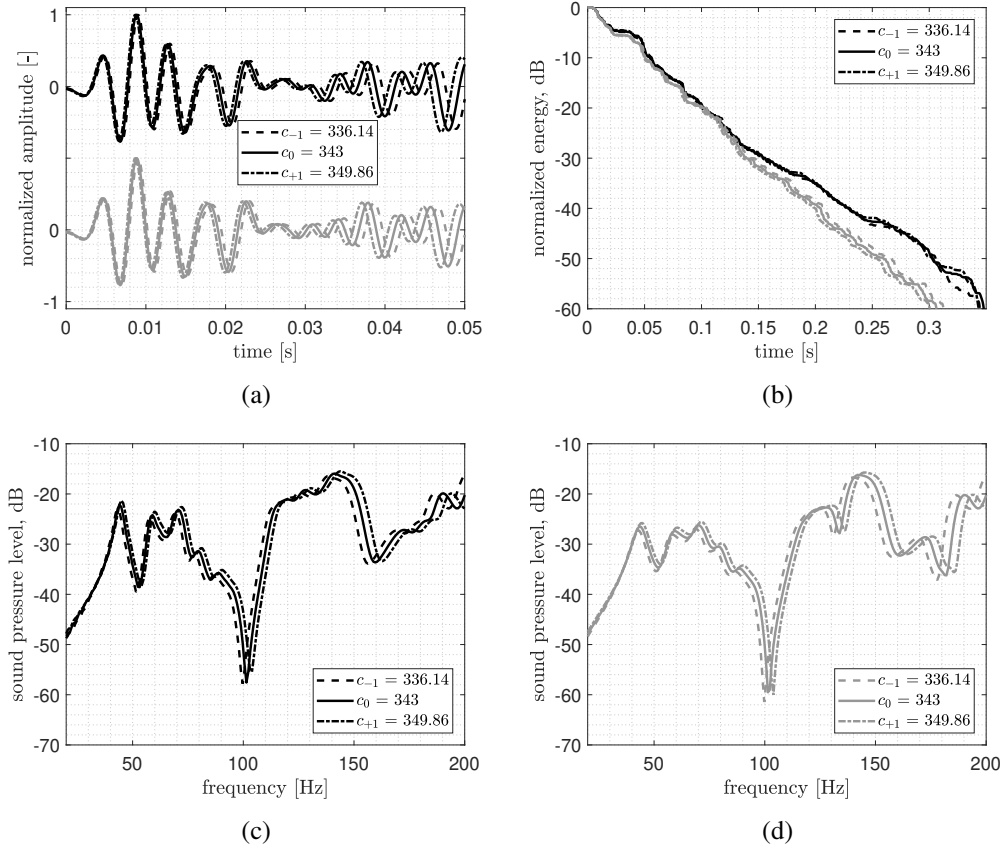 1
0
1
0
-1
normalized amplitude [-]
c₋₁ = 336.14
c₀ = 343
c₊₁ = 349.86
0 0.01 0.02 0.03 0.04 0.05
time [s]
(a)
0
-10
-20
-30
-40
-50
-60
normalized energy, dB
c₋₁ = 336.14
c₀ = 343
c₊₁ = 349.86
0 0.05 0.1 0.15 0.2 0.25 0.3
time [s]
(b)
-10
-20
-30
-40
-50
-60
-70
sound pressure level, dB
c₋₁ = 336.14
c₀ = 343
c₊₁ = 349.86
50 100 150 200
frequency [Hz]
(c)
-10
-20
-30
-40
-50
-60
-70
sound pressure level, dB
c₋₁ = 336.14
c₀ = 343
c₊₁ = 349.86
50 100 150 200
frequency [Hz]
(d)